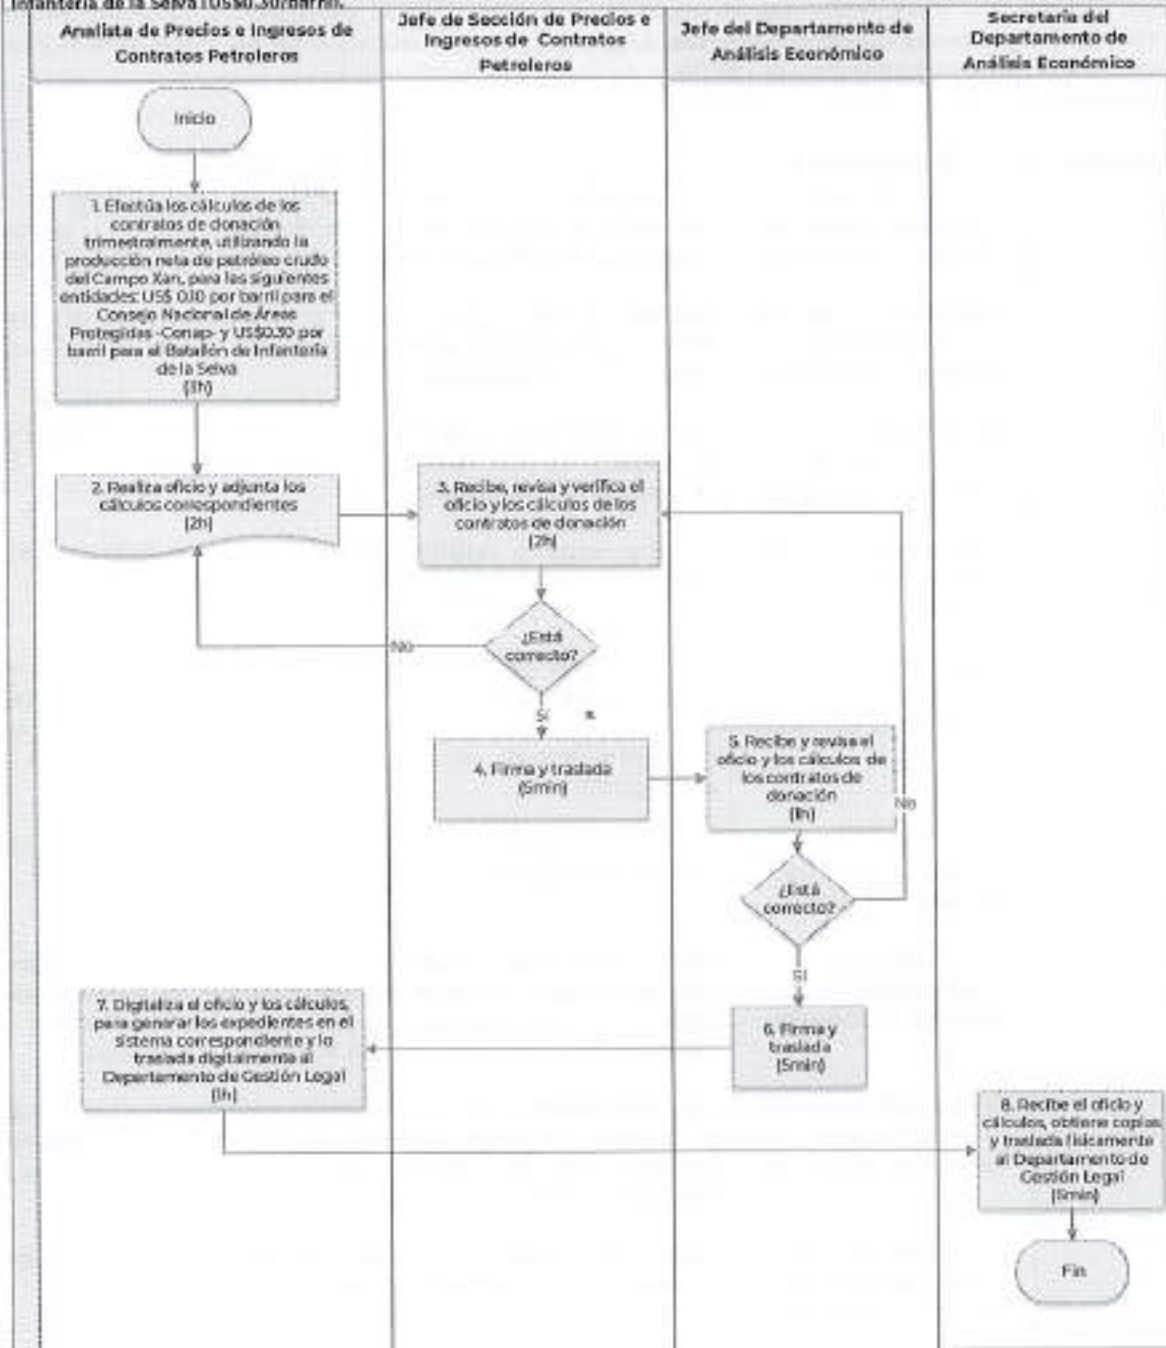 Infantería de la Selva (US$0.30/barril).
Analista de Precios e Ingresos de
Contratos Petroleros
Jefe de Sección de Precios e
Ingresos de Contratos
Petroleros
Jefe del Departamento de
Análisis Económico
Secretaria del
Departamento de
Análisis Económico
Inicio
1. Efectúa los cálculos de los
contratos de donación
trimestralmente, utilizando la
producción neta de petróleo crudo
del Campo Xan, para las siguientes
entidades: US$ 0.10 por barril para el
Consejo Nacional de Áreas
Protegidas -Conap- y US$0.30 por
barril para el Batallón de Infantería
de la Selva
(3h)
2. Realiza oficio y adjunta los
cálculos correspondientes
(2h)
3. Recibe, revisa y verifica el
oficio y los cálculos de los
contratos de donación
(2h)
¿Está
correcto?
No
Sí
4. Firma y traslada
(5min)
5. Recibe y revisa el
oficio y los cálculos de
los contratos de
donación
(1h)
No
¿Está
correcto?
Sí
6. Firma y
traslada
(5min)
7. Digitaliza el oficio y los cálculos,
para generar los expedientes en el
sistema correspondiente y lo
traslada digitalmente al
Departamento de Gestión Legal
(1h)
8. Recibe el oficio y
cálculos, obtiene copias
y traslada físicamente
al Departamento de
Gestión Legal
(5min)
Fin